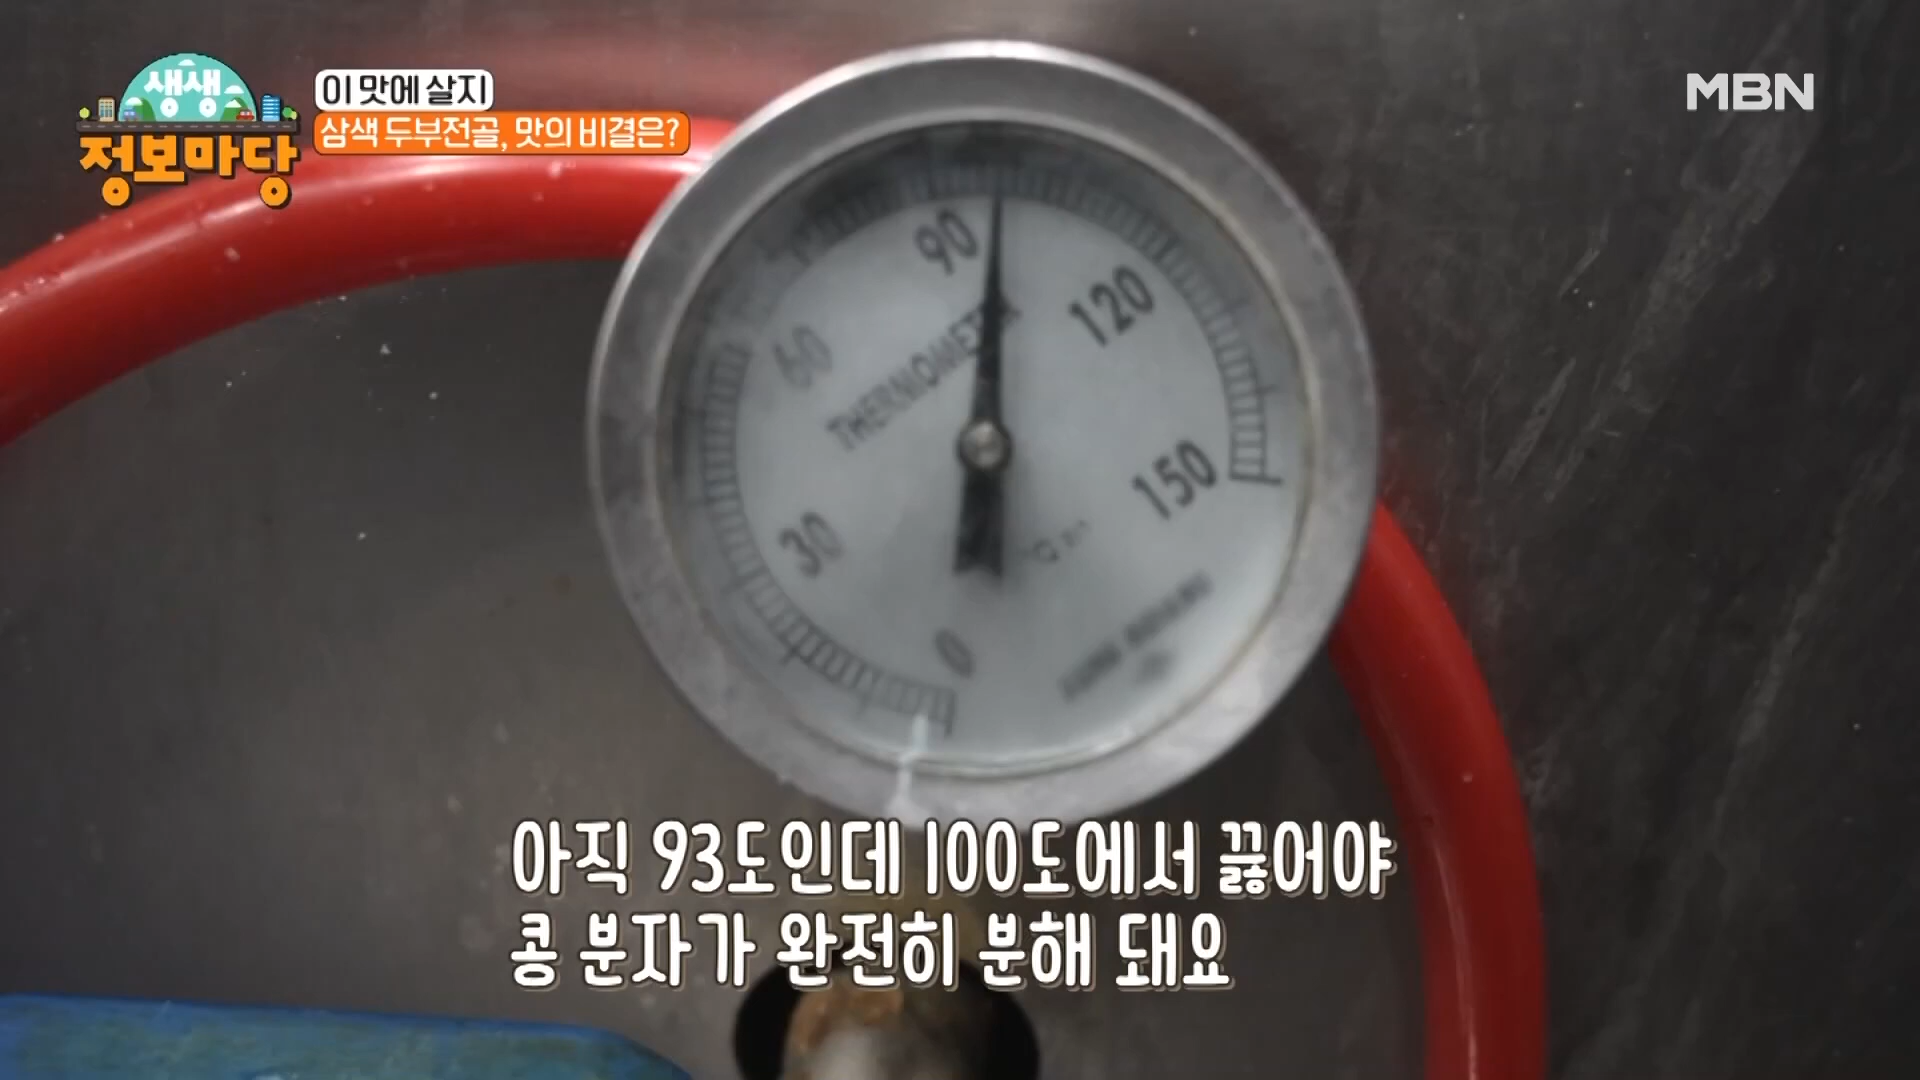 생생
정보마당
이 맛에 살지
삼색 두부전골, 맛의 비결은?
MBN
90
120
60
THERMOMETER
150
30
°C
0
아직 93도인데 100도에서 끓어야
콩 분자가 완전히 분해 돼요